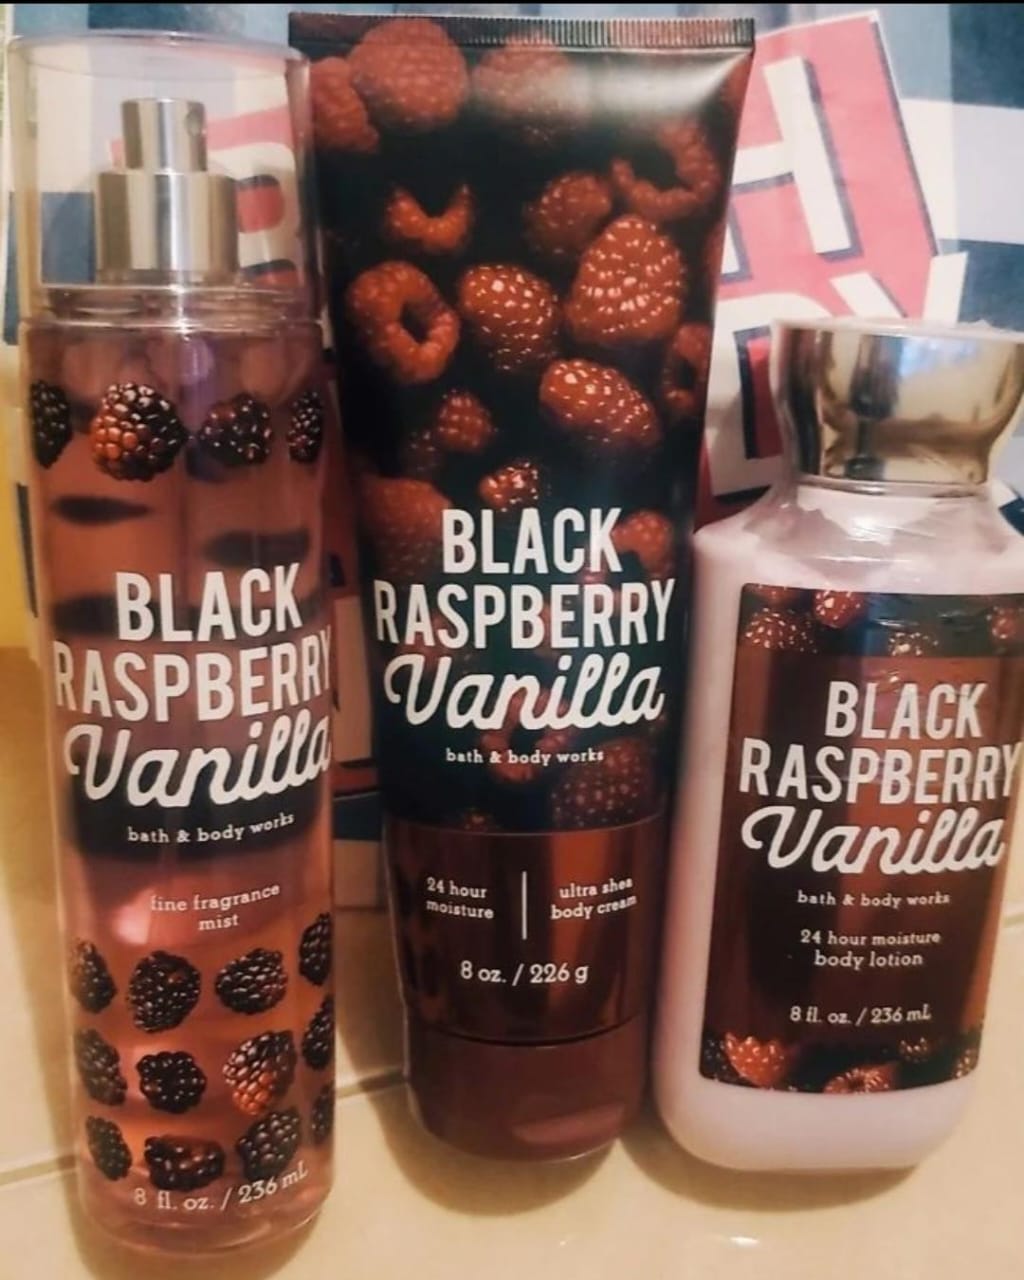 BLACK
RASPBERRY
Vanilla
bath & body works
fine fragrance
mist
8 fl. oz. / 236 mL
BLACK
RASPBERRY
Vanilla
bath & body works
24 hour
moisture
ultra shea
body cream
8 oz. / 226 g
BLACK
RASPBERRY
Vanilla
bath & body works
24 hour moisture
body lotion
8 fl. oz. / 236 mL